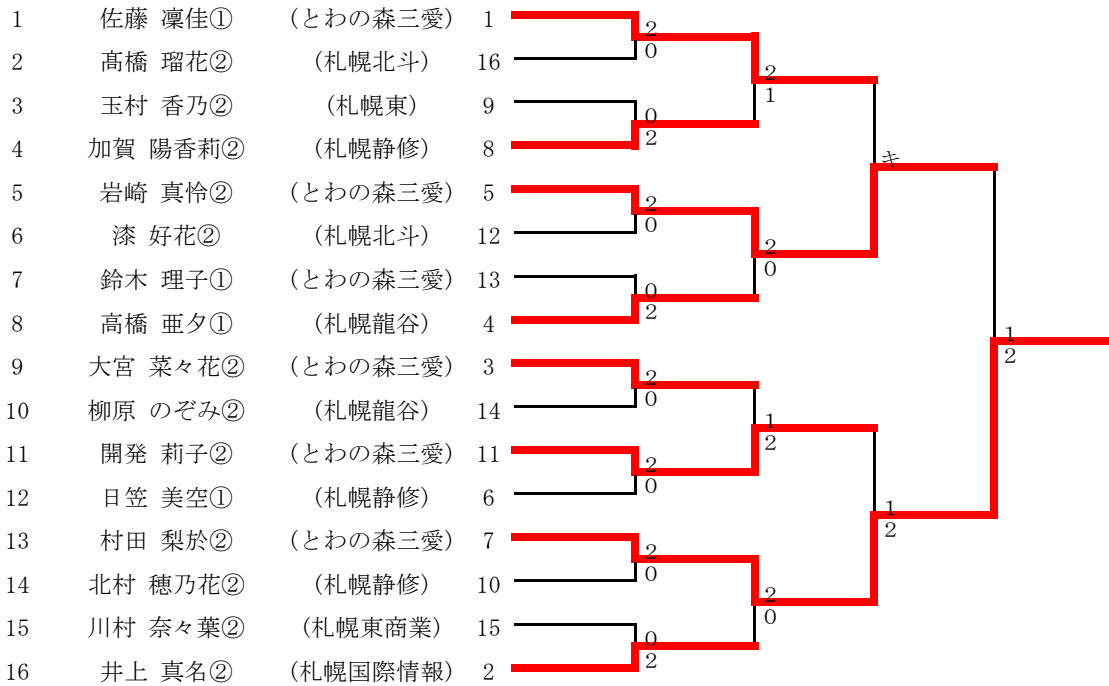 1 佐藤 凜佳① (とわの森三愛) 1
2 髙橋 瑠花② (札幌北斗) 16
3 玉村 香乃② (札幌東) 9
4 加賀 陽香莉② (札幌静修) 8
5 岩崎 真怜② (とわの森三愛) 5
6 漆 好花② (札幌北斗) 12
7 鈴木 理子① (とわの森三愛) 13
8 高橋 亜夕① (札幌龍谷) 4
9 大宮 菜々花② (とわの森三愛) 3
10 柳原 のぞみ② (札幌龍谷) 14
11 開発 莉子② (とわの森三愛) 11
12 日笠 美空① (札幌静修) 6
13 村田 梨於② (とわの森三愛) 7
14 北村 穂乃花② (札幌静修) 10
15 川村 奈々葉② (札幌東商業) 15
16 井上 真名② (札幌国際情報) 2
2
0
0
2
2
0
0
2
2
0
2
0
2
0
0
2
2
1
2
0
1
2
2
0
キ
1
2
1
2